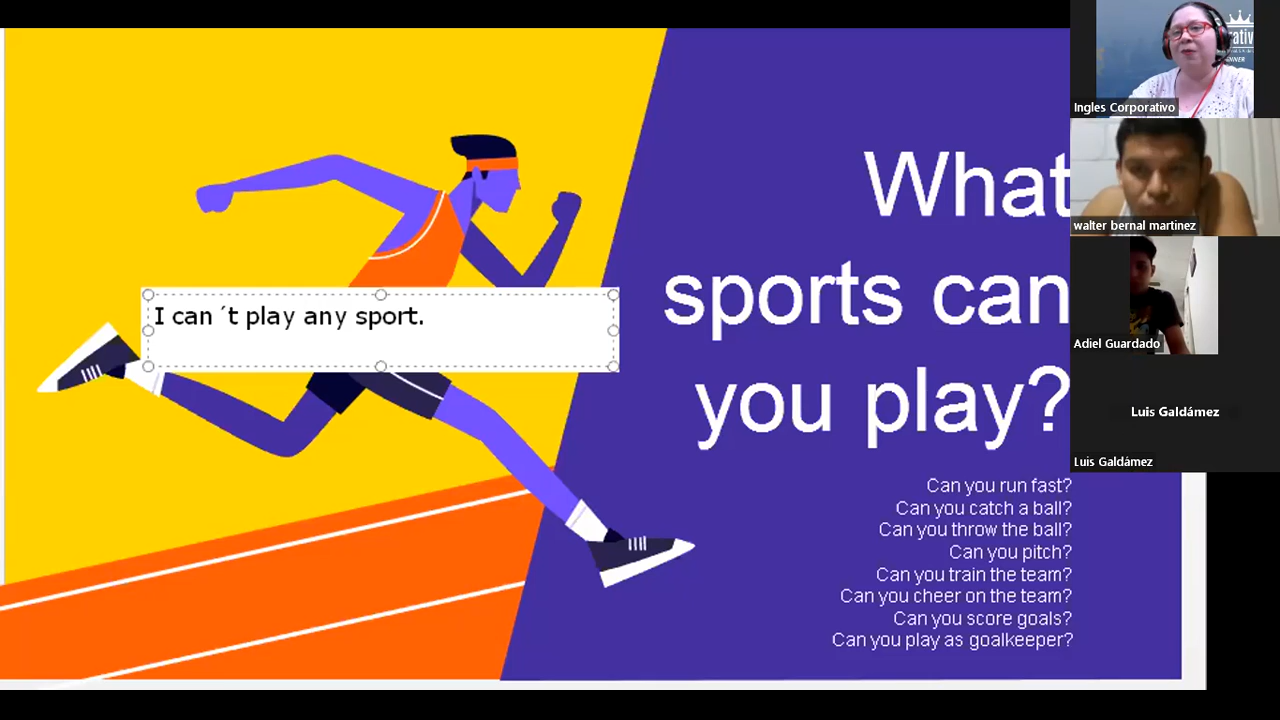 What
sports can
you play?
I can ´t play any sport.
Can you run fast?
Can you catch a ball?
Can you throw the ball?
Can you pitch?
Can you train the team?
Can you cheer on the team?
Can you score goals?
Can you play as goalkeeper?
Ingles Corporativo
walter bernal martinez
Adiel Guardado
Luis Galdámez
Luis Galdámez